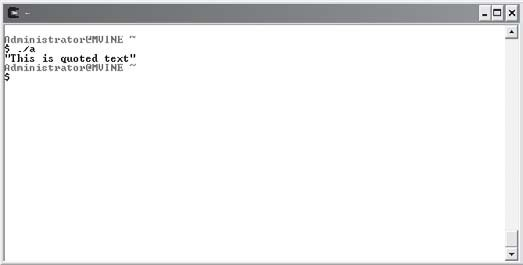 ~
Administrator@MVINE ~
$ ./a
"This is quoted text"
Administrator@MVINE ~
$